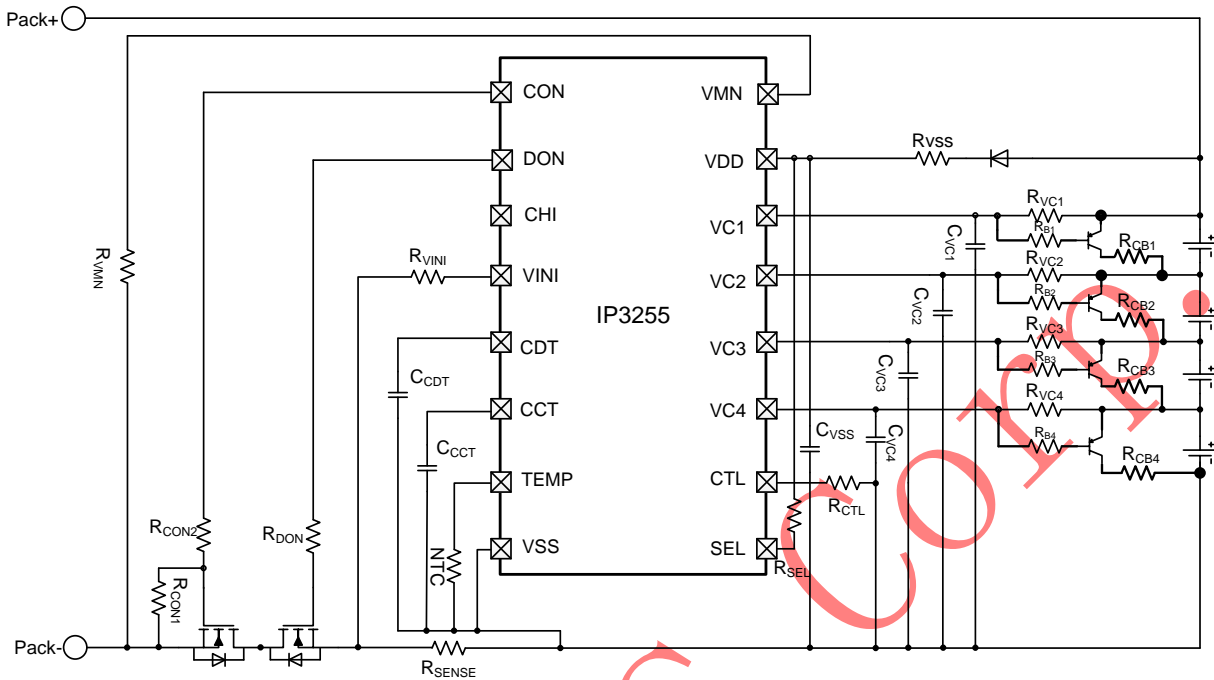 Pack+
CON
VMN
DON
VDD
Rvss
CHI
VC1
RVC1
RB1
RCB1
CVC1
RVMN
RVINI
VINI
IP3255
VC2
RVC2
RB2
RCB2
CVC2
CDT
VC3
RVC3
RB3
RCB3
CVC3
CCDT
CCT
VC4
RVC4
RB4
RCB4
CVSS
CVC4
CCCT
TEMP
CTL
RCTL
RCON2
RDON
NTC
VSS
SEL
RSEL
RCON1
Pack-
RSENSE
+
-
+
-
+
-
+
-
Corp.